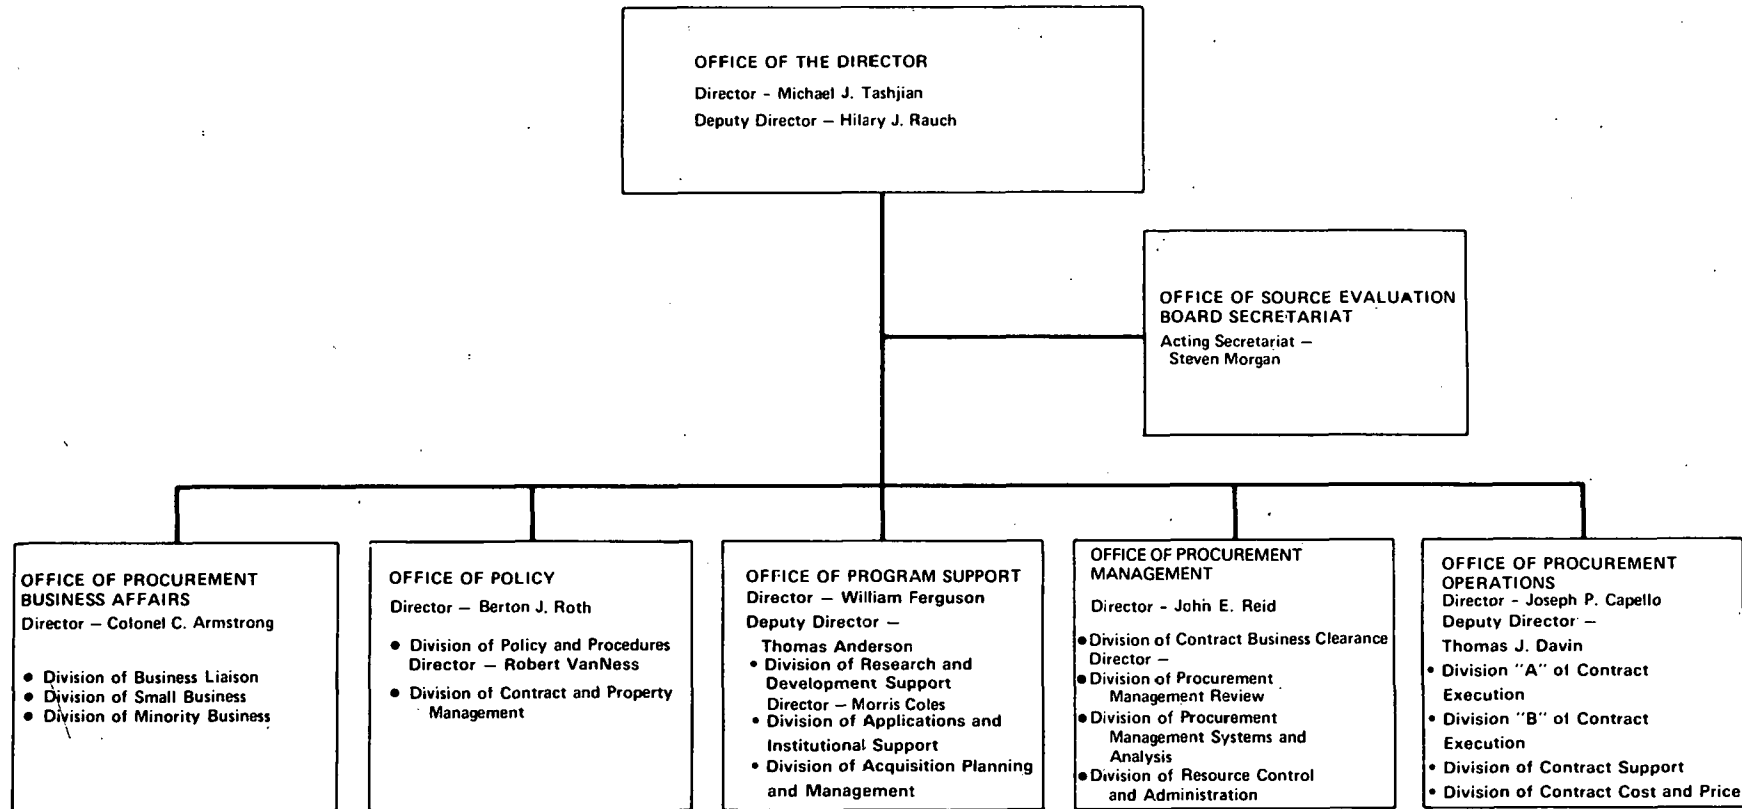 OFFICE OF THE DIRECTOR
Director - Michael J. Tashjian
Deputy Director — Hilary J. Rauch
OFFICE OF SOURCE EVALUATION
BOARD SECRETARIAT
Acting Secretariat —
Steven Morgan
OFFICE OF PROCUREMENT
BUSINESS AFFAIRS
Director — Colonel C. Armstrong
● Division of Business Liaison
● Division of Small Business
● Division of Minority Business
OFFICE OF POLICY
Director — Berton J. Roth
● Division of Policy and Procedures
Director — Robert VanNess
● Division of Contract and Property
Management
OFFICE OF PROGRAM SUPPORT
Director — William Ferguson
Deputy Director —
Thomas Anderson
• Division of Research and
Development Support
Director — Morris Coles
• Division of Applications and
Institutional Support
• Division of Acquisition Planning
and Management
OFFICE OF PROCUREMENT
MANAGEMENT
Director - John E. Reid
● Division of Contract Business Clearance
Director —
● Division of Procurement
Management Review
● Division of Procurement
Management Systems and
Analysis
● Division of Resource Control
and Administration
OFFICE OF PROCUREMENT
OPERATIONS
Director - Joseph P. Capello
Deputy Director —
Thomas J. Davin
• Division "A" of Contract
Execution
• Division "B" of Contract
Execution
• Division of Contract Support
• Division of Contract Cost and Price